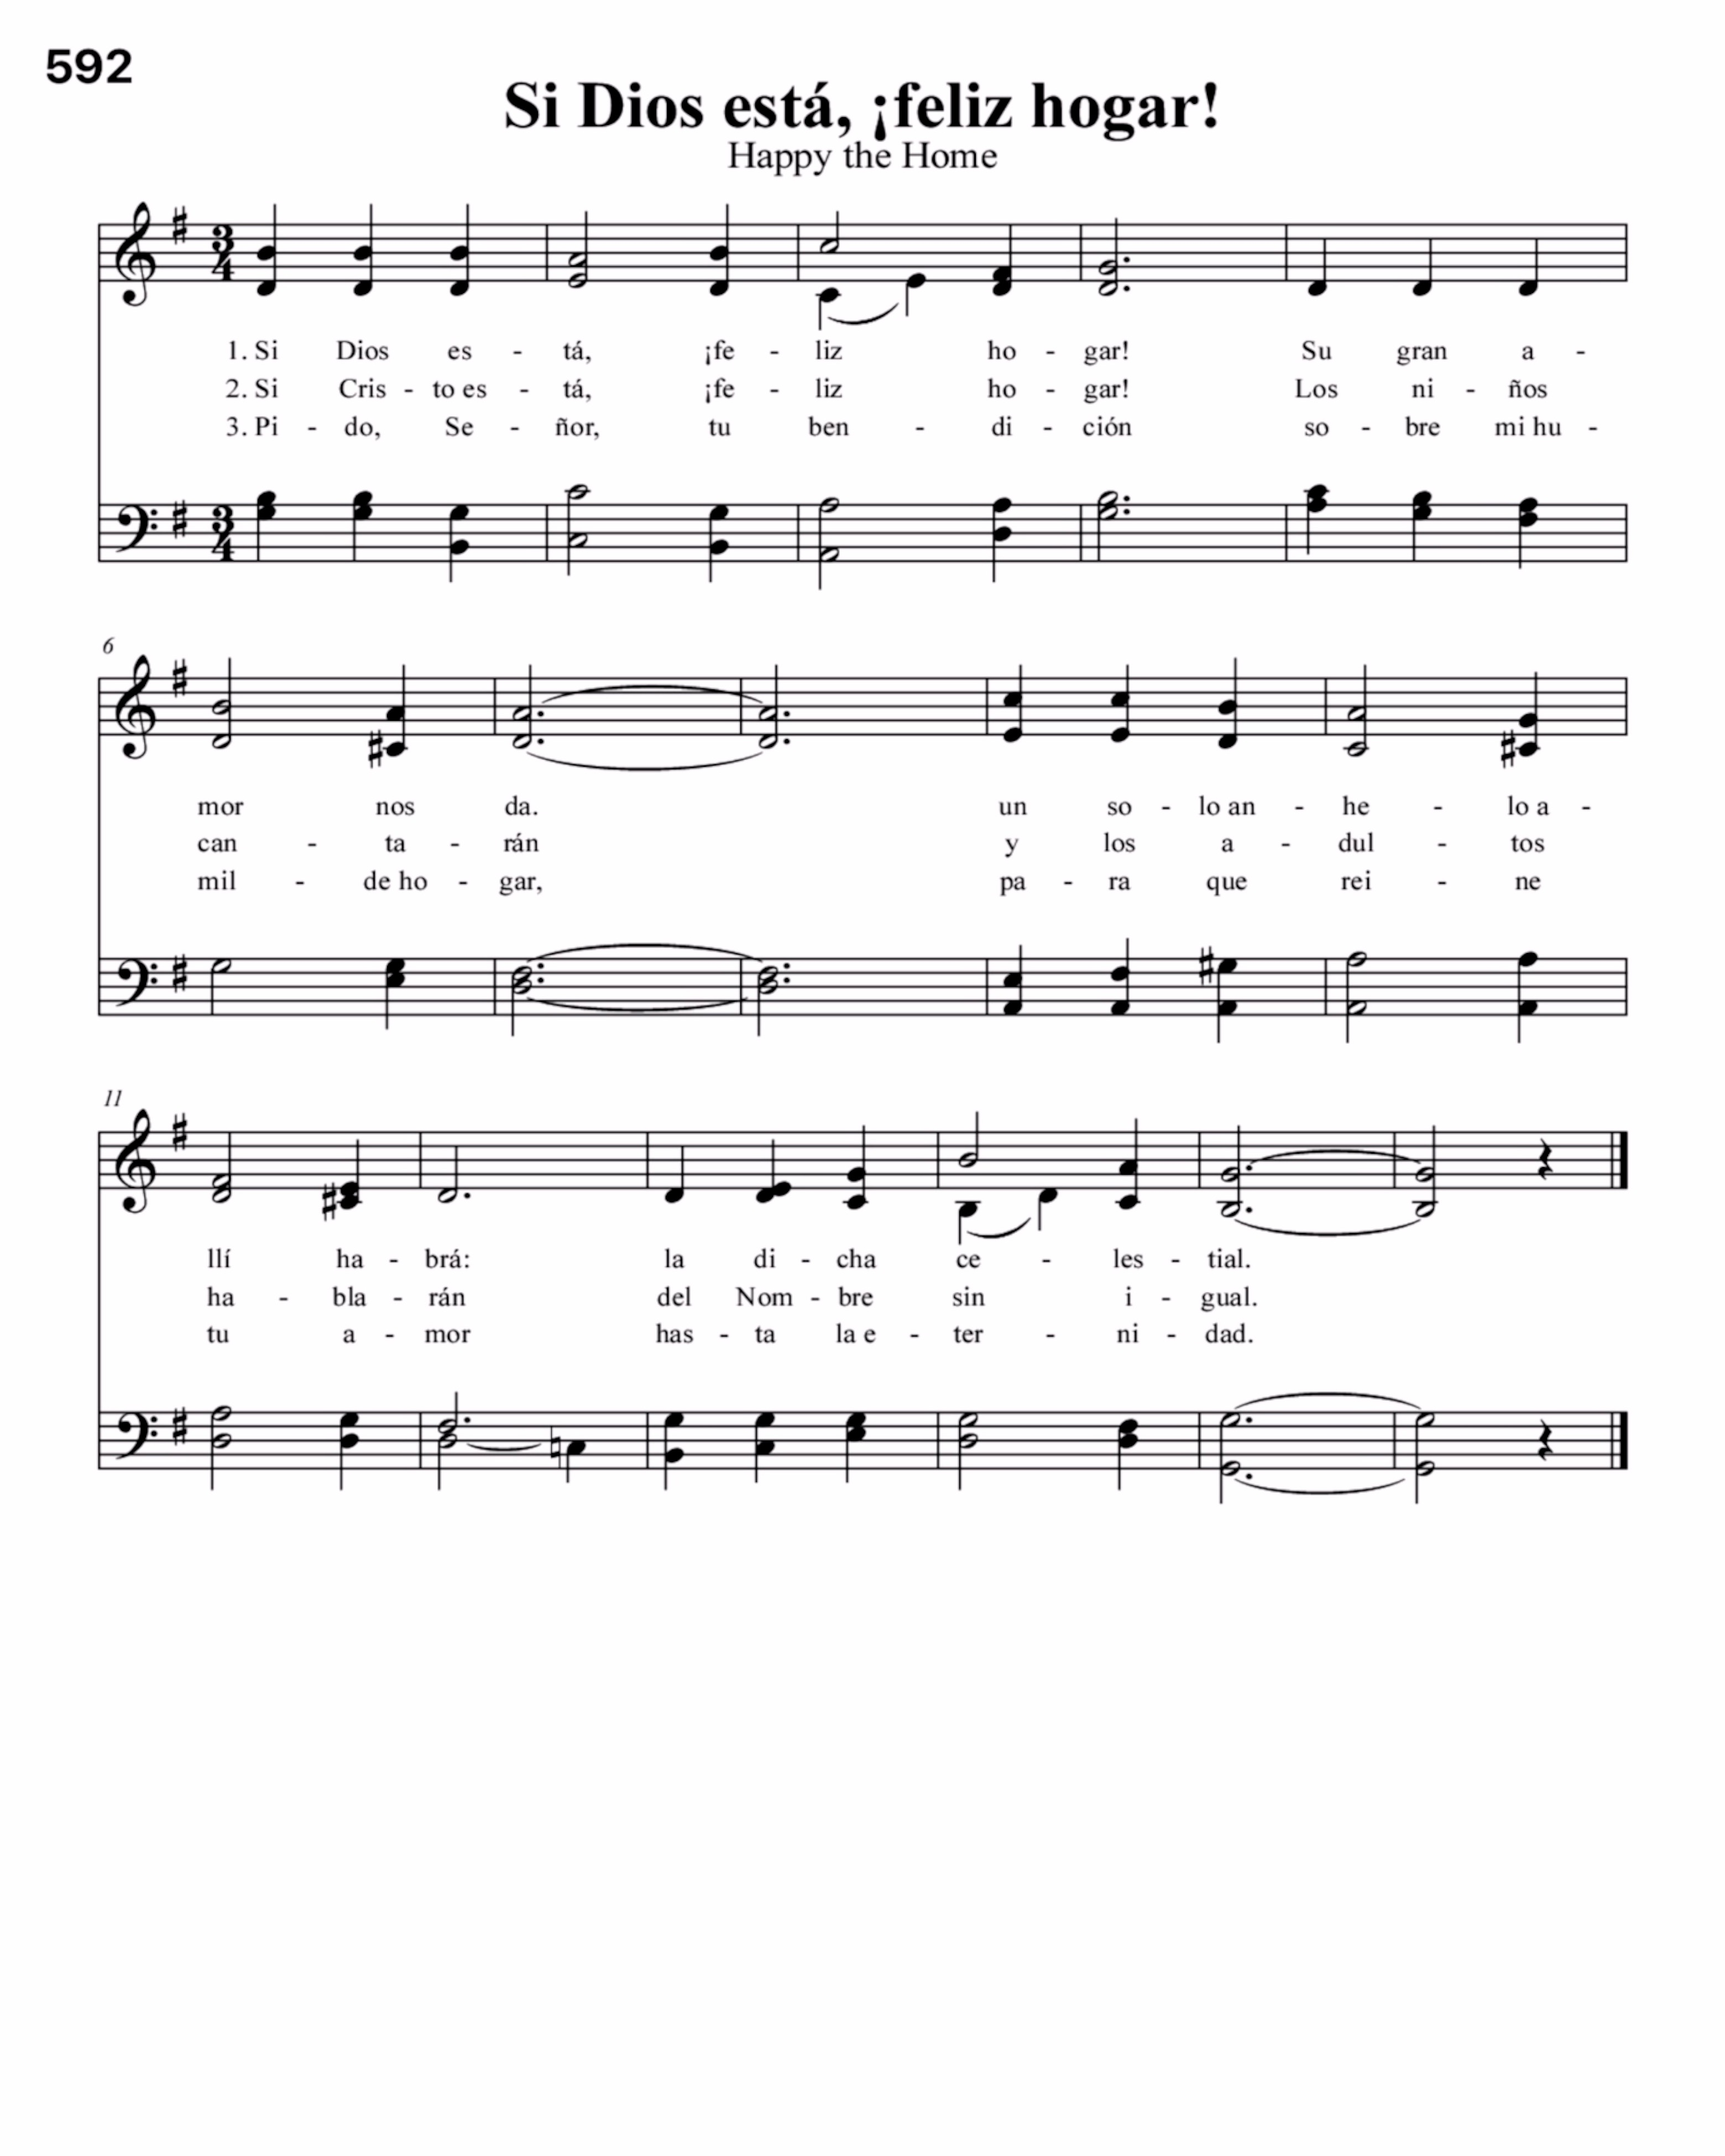 592
Si Dios está, ¡feliz hogar!
Happy the Home
1. Si Dios es - tá, ¡fe - liz ho - gar! Su gran a -
2. Si Cris - to es - tá, ¡fe - liz ho - gar! Los ni - ños
3. Pi - do, Se - ñor, tu ben - di - ción so - bre mi hu -
6
mor nos da. un so - lo an - he - lo a -
can - ta - rán y los a - dul - tos
mil - de ho - gar, pa - ra que rei - ne
11
llí ha - brá: la di - cha ce - les - tial.
ha - bla - rán del Nom - bre sin i - gual.
tu a - mor has - ta la e - ter - ni - dad.